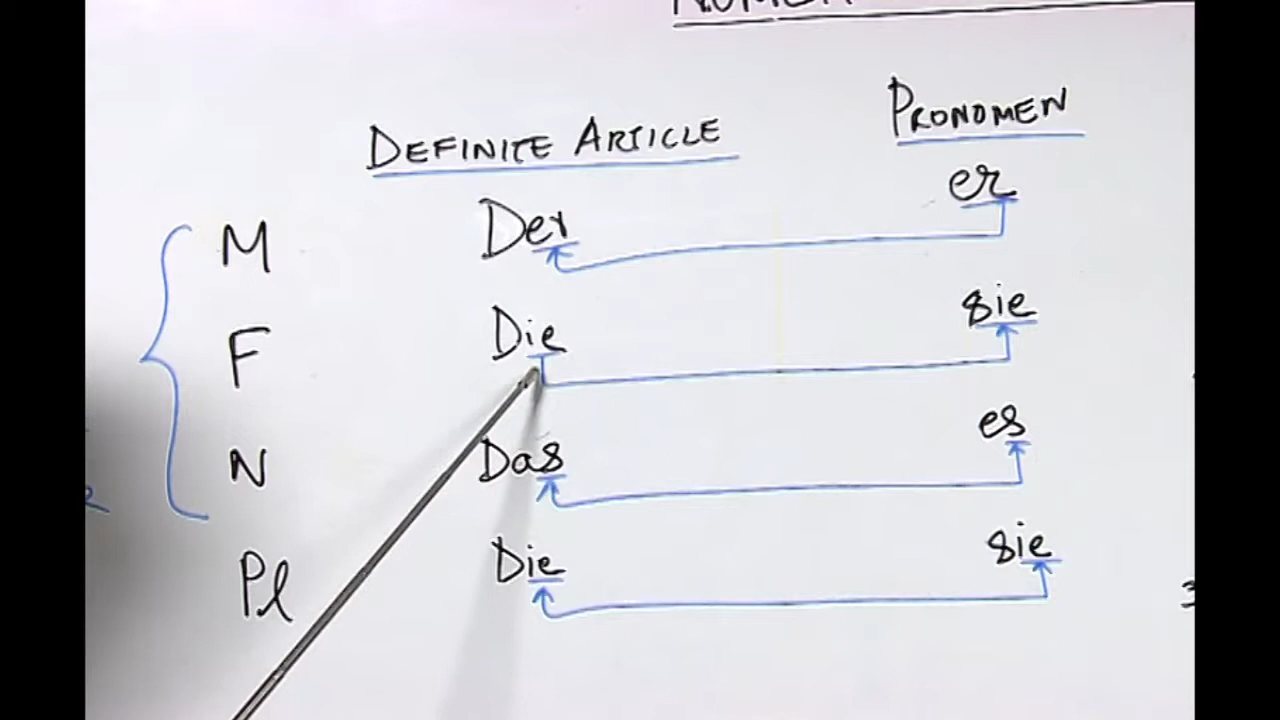 DEFINITE ARTICLE PRONOMEN
M Der er
F Die sie
N Das es
Pl Die sie